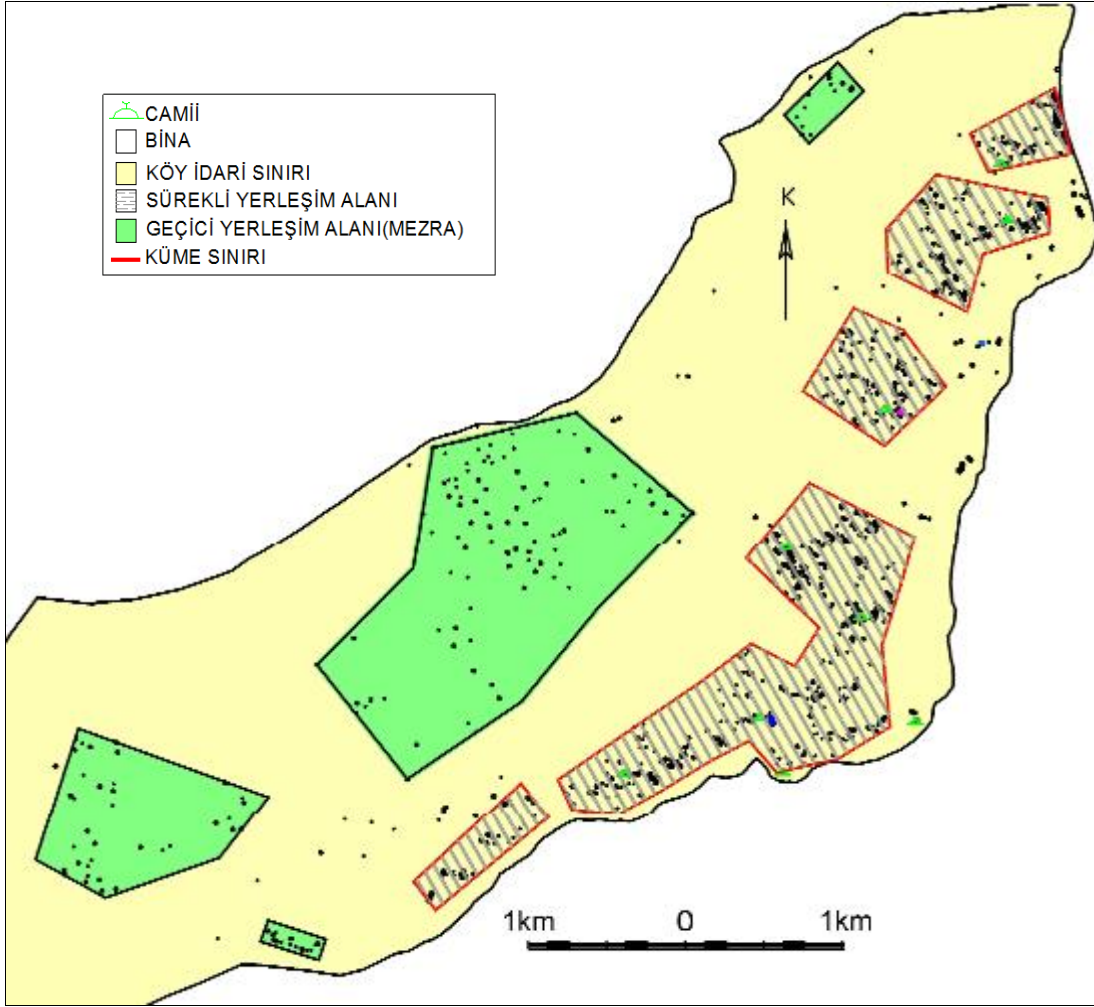 CAMİİ
BİNA
KÖY İDARİ SINIRI
SÜREKLİ YERLEŞİM ALANI
GEÇİCİ YERLEŞİM ALANI(MEZRA)
KÜME SINIRI
K
1km 0 1km